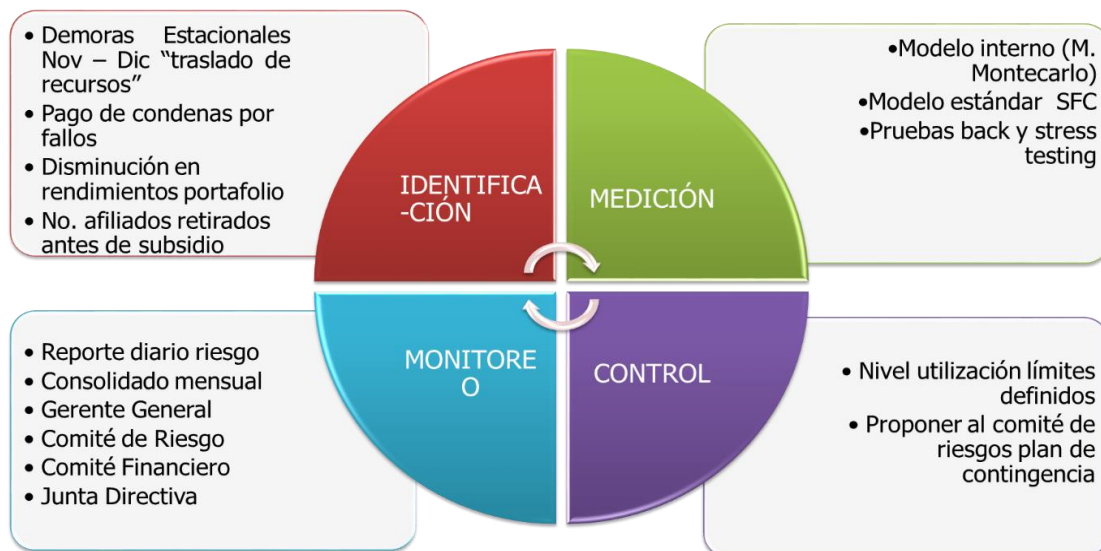 • Demoras Estacionales
Nov – Dic “traslado de
recursos”
• Pago de condenas por
fallos
• Disminución en
rendimientos portafolio
• No. afiliados retirados
antes de subsidio
IDENTIFICA
-CIÓN
MEDICIÓN
•Modelo interno (M.
Montecarlo)
•Modelo estándar SFC
•Pruebas back y stress
testing
• Reporte diario riesgo
• Consolidado mensual
• Gerente General
• Comité de Riesgo
• Comité Financiero
• Junta Directiva
MONITORE
O
CONTROL
• Nivel utilización límites
definidos
• Proponer al comité de
riesgos plan de
contingencia